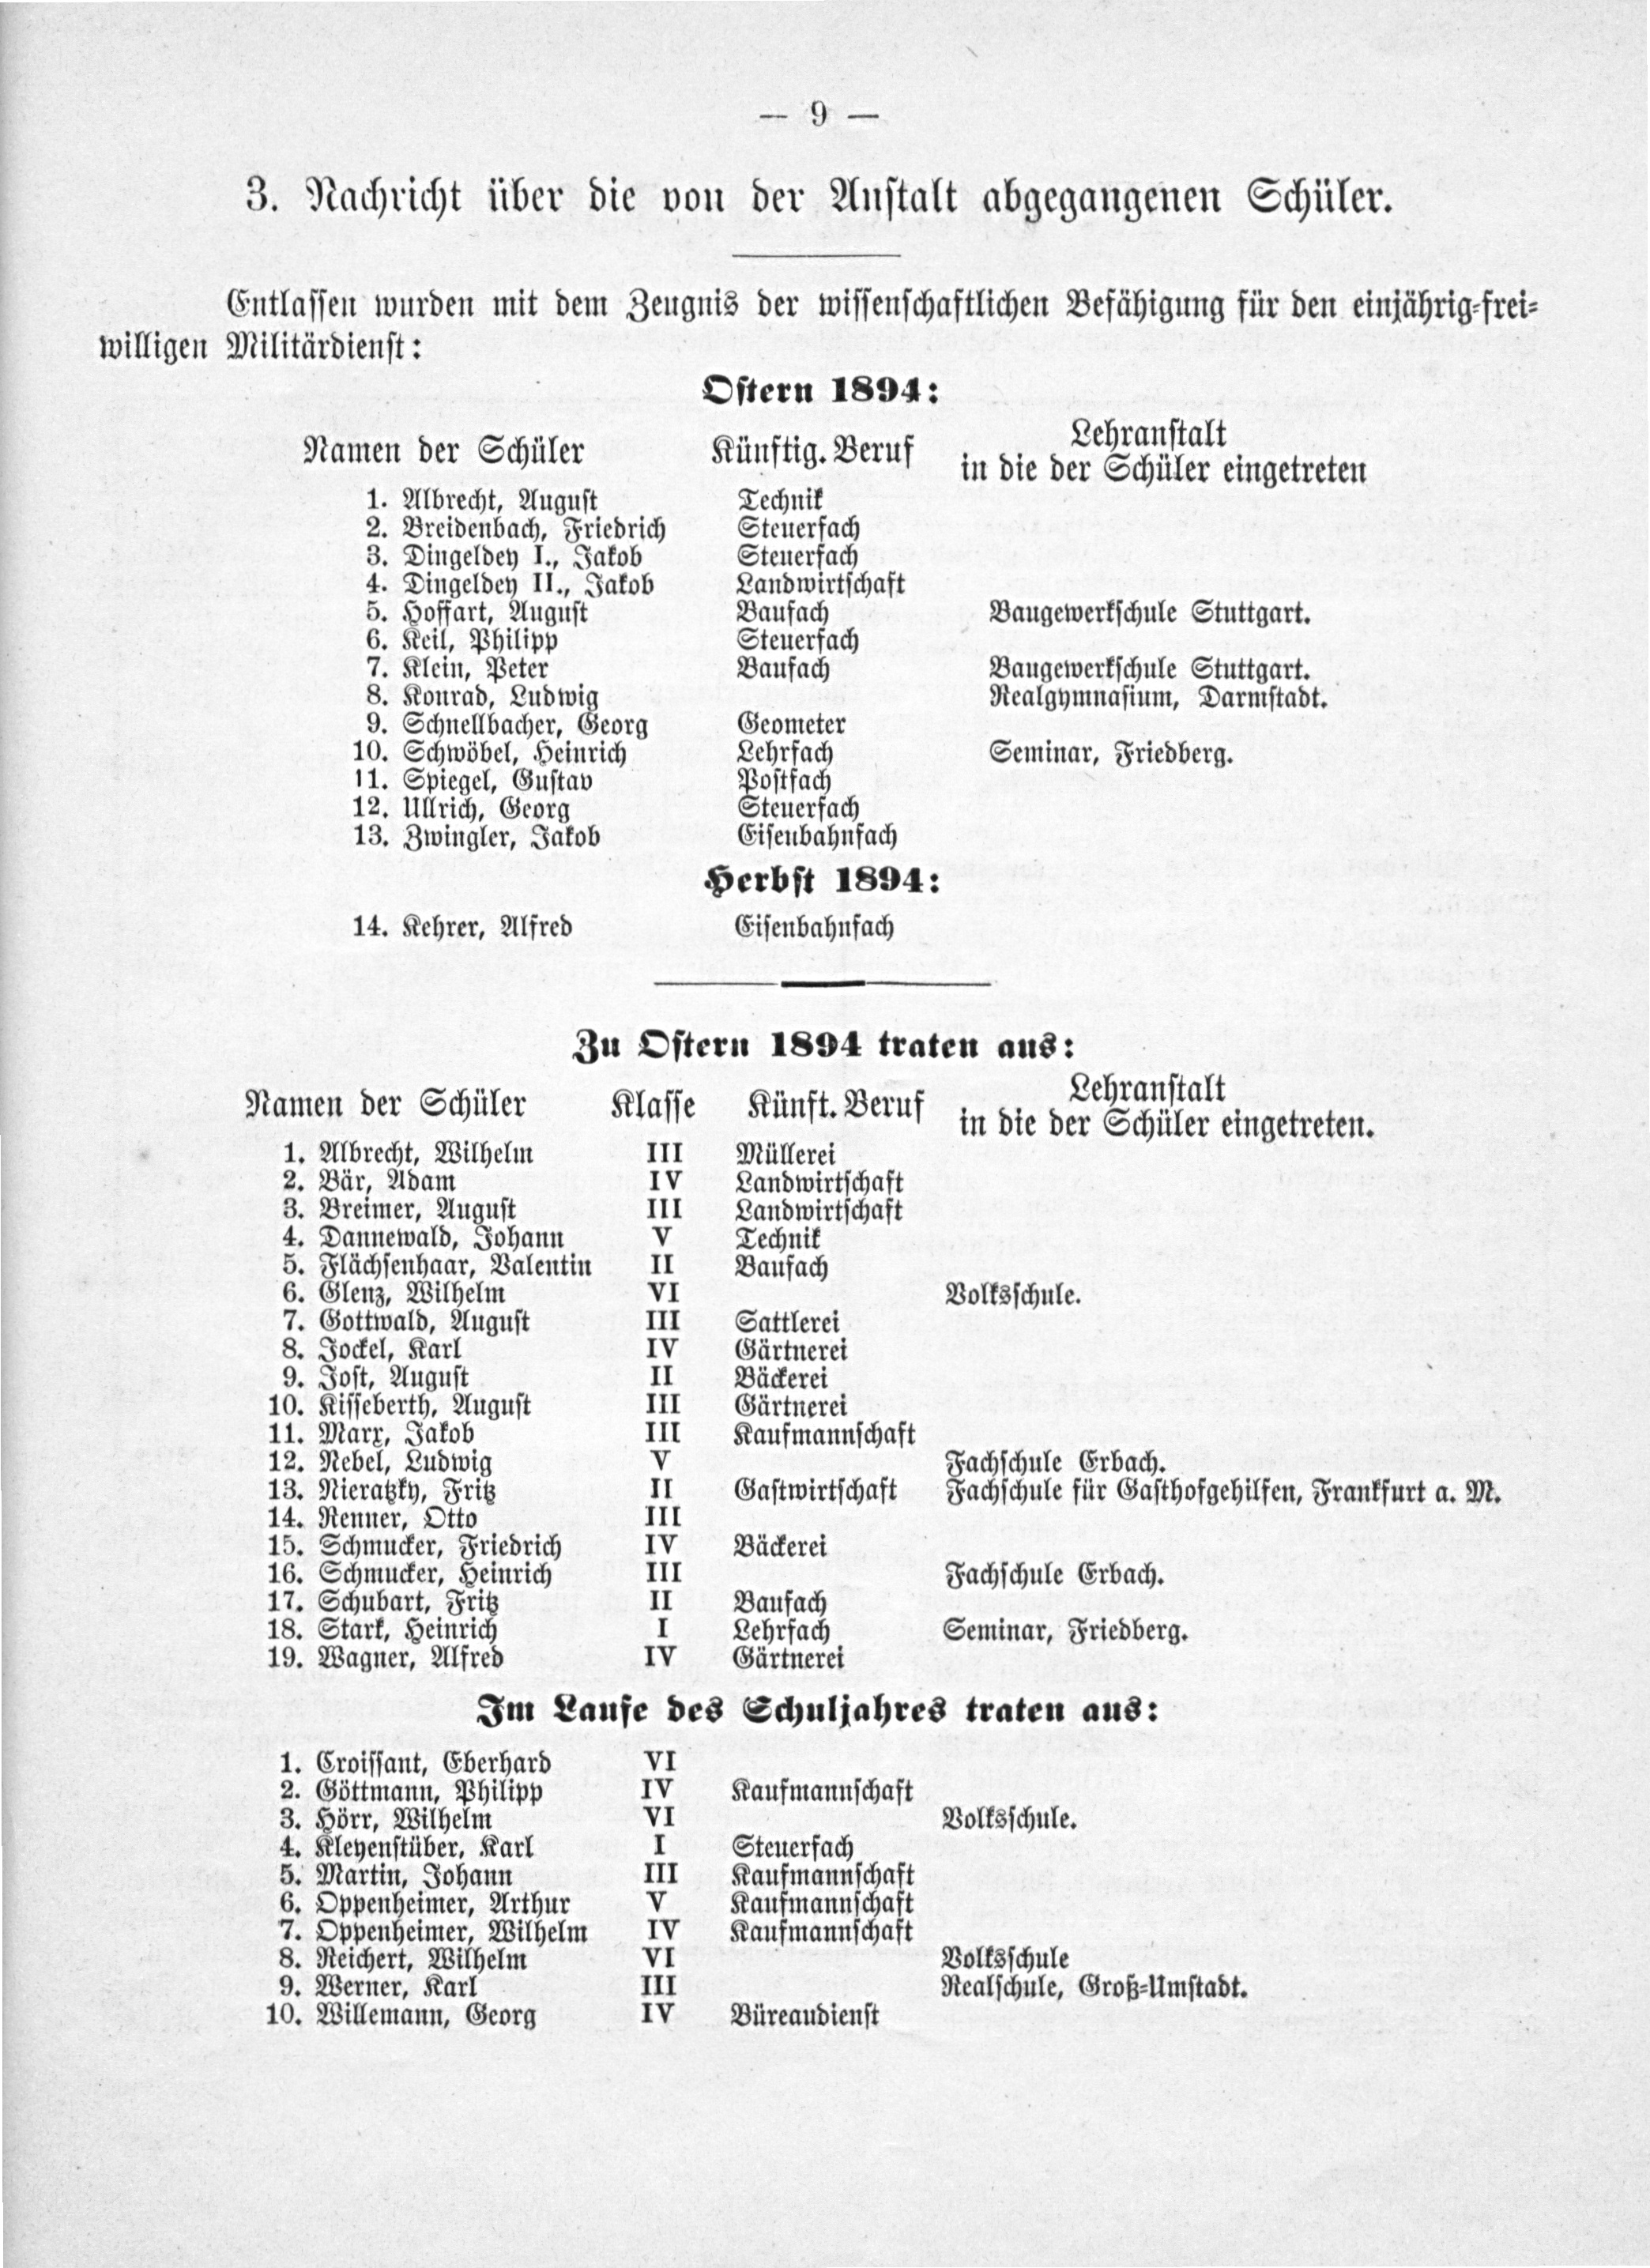 — 9 —
3. Nachricht über die von der Anstalt abgegangenen Schüler.
Entlassen wurden mit dem Zeugnis der wissenschaftlichen Befähigung für den einjährig-frei-
willigen Militärdienst:
Ostern 1894:
Namen der Schüler Künftig. Beruf Lehranstalt
in die der Schüler eingetreten
1. Albrecht, August Technik
2. Breidenbach, Friedrich Steuerfach
3. Dingeldey I., Jakob Steuerfach
4. Dingeldey II., Jakob Landwirtschaft
5. Hoffart, August Baufach Baugewerkschule Stuttgart.
6. Keil, Philipp Steuerfach
7. Klein, Peter Baufach Baugewerkschule Stuttgart.
8. Konrad, Ludwig Realgymnasium, Darmstadt.
9. Schnellbacher, Georg Geometer
10. Schwöbel, Heinrich Lehrfach Seminar, Friedberg.
11. Spiegel, Gustav Postfach
12. Ullrich, Georg Steuerfach
13. Zwingler, Jakob Eisenbahnfach
Herbst 1894:
14. Kehrer, Alfred Eisenbahnfach
Zu Ostern 1894 traten aus:
Namen der Schüler Klasse Künft. Beruf Lehranstalt
in die der Schüler eingetreten.
1. Albrecht, Wilhelm III Müllerei
2. Bär, Adam IV Landwirtschaft
3. Breimer, August III Landwirtschaft
4. Dannewald, Johann V Technik
5. Flächsenhaar, Valentin II Baufach
6. Glenz, Wilhelm VI Volksschule.
7. Gottwald, August III Sattlerei
8. Jockel, Karl IV Gärtnerei
9. Jost, August II Bäckerei
10. Kisseberth, August III Gärtnerei
11. Marx, Jakob III Kaufmannschaft
12. Nebel, Ludwig V Fachschule Erbach.
13. Nieratzky, Fritz II Gastwirtschaft Fachschule für Gasthofgehilfen, Frankfurt a. M.
14. Renner, Otto III
15. Schmucker, Friedrich IV Bäckerei
16. Schmucker, Heinrich III Fachschule Erbach.
17. Schubart, Fritz II Baufach
18. Stark, Heinrich I Lehrfach Seminar, Friedberg.
19. Wagner, Alfred IV Gärtnerei
Im Laufe des Schuljahres traten aus:
1. Croissant, Eberhard VI
2. Göttmann, Philipp IV Kaufmannschaft
3. Hörr, Wilhelm VI Volksschule.
4. Kleyenstüber, Karl I Steuerfach
5. Martin, Johann III Kaufmannschaft
6. Oppenheimer, Arthur V Kaufmannschaft
7. Oppenheimer, Wilhelm IV Kaufmannschaft
8. Reichert, Wilhelm VI Volksschule
9. Werner, Karl III Realschule, Groß-Umstadt.
10. Willemann, Georg IV Büreaudienst